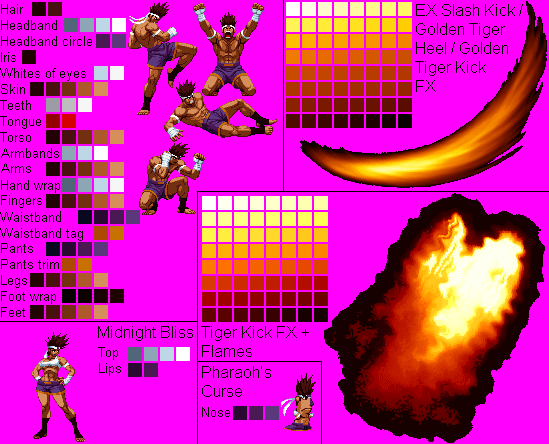 Hair
Headband
Headband circle
Iris
Whites of eyes
Skin
Teeth
Tongue
Torso
Armbands
Arms
Hand wrap
Fingers
Waistband
Waistband tag
Pants
Pants trim
Legs
Foot wrap
Feet
EX Slash Kick /
Golden Tiger
Heel / Golden
Tiger Kick
FX
Midnight Bliss
Top
Lips
Tiger Kick FX +
Flames
Pharaoh's
Curse
Nose